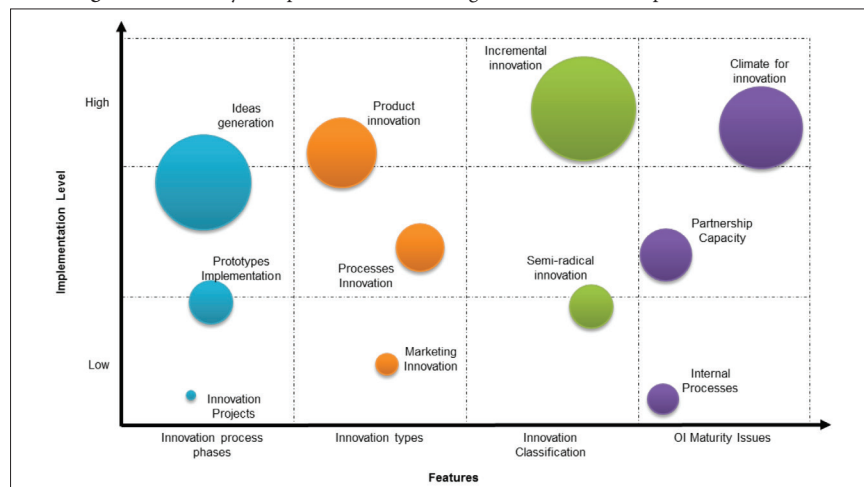 Incremental
innovation
Climate for
innovation
High
Ideas
generation
Product
innovation
Implementation Level
Partnership
Capacity
Prototypes
Implementation
Processes
Innovation
Semi-radical
innovation
Marketing
Innovation
Internal
Processes
Low
Innovation
Projects
Innovation process
phases
Innovation types
Innovation
Classification
OI Maturity Issues
Features